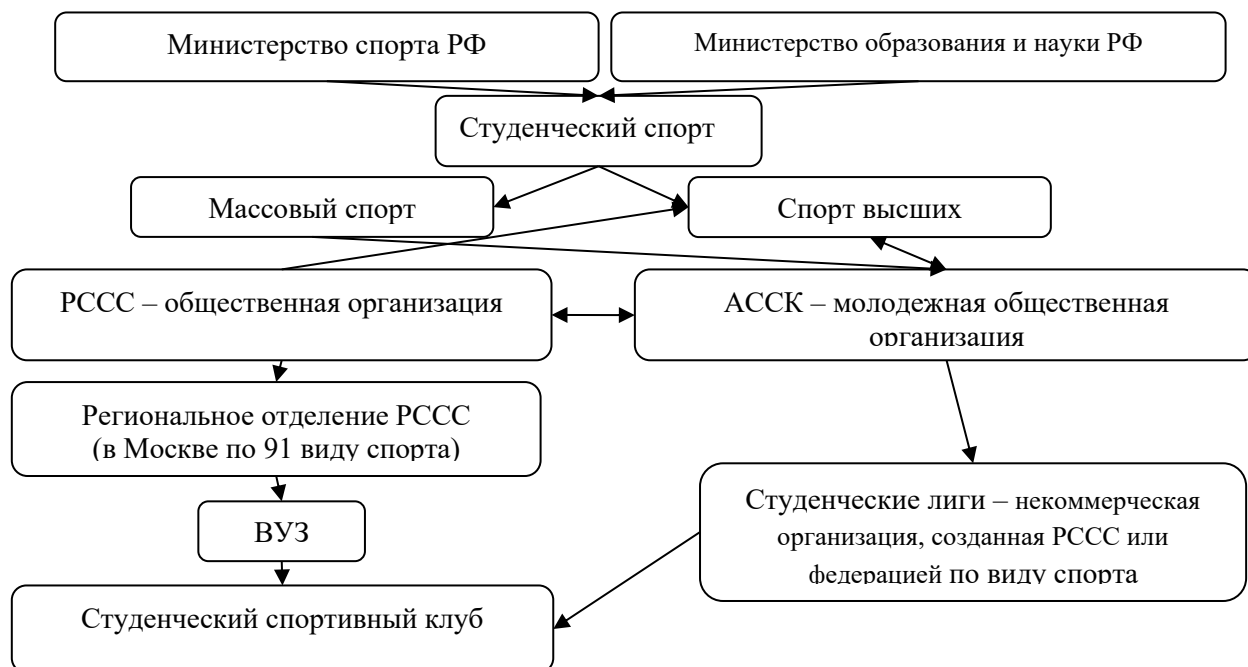 Министерство спорта РФ
Министерство образования и науки РФ
Студенческий спорт
Массовый спорт
Спорт высших
РССС – общественная организация
АССК – молодежная общественная
организация
Региональное отделение РССС
(в Москве по 91 виду спорта)
Студенческие лиги – некоммерческая
организация, созданная РССС или
федерацией по виду спорта
ВУЗ
Студенческий спортивный клуб